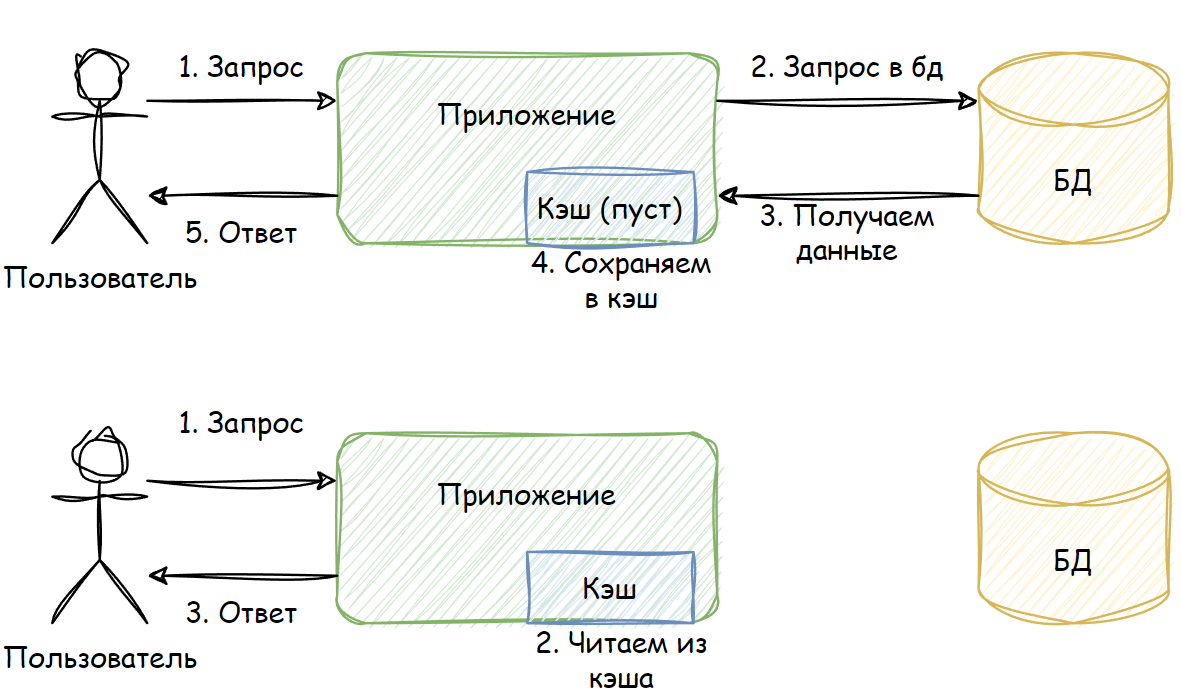 1. Запрос
2. Запрос в бд
Приложение
БД
Кэш (пуст)
3. Получаем
данные
5. Ответ
4. Сохраняем
в кэш
Пользователь
1. Запрос
Приложение
БД
Кэш
3. Ответ
2. Читаем из
кэша
Пользователь